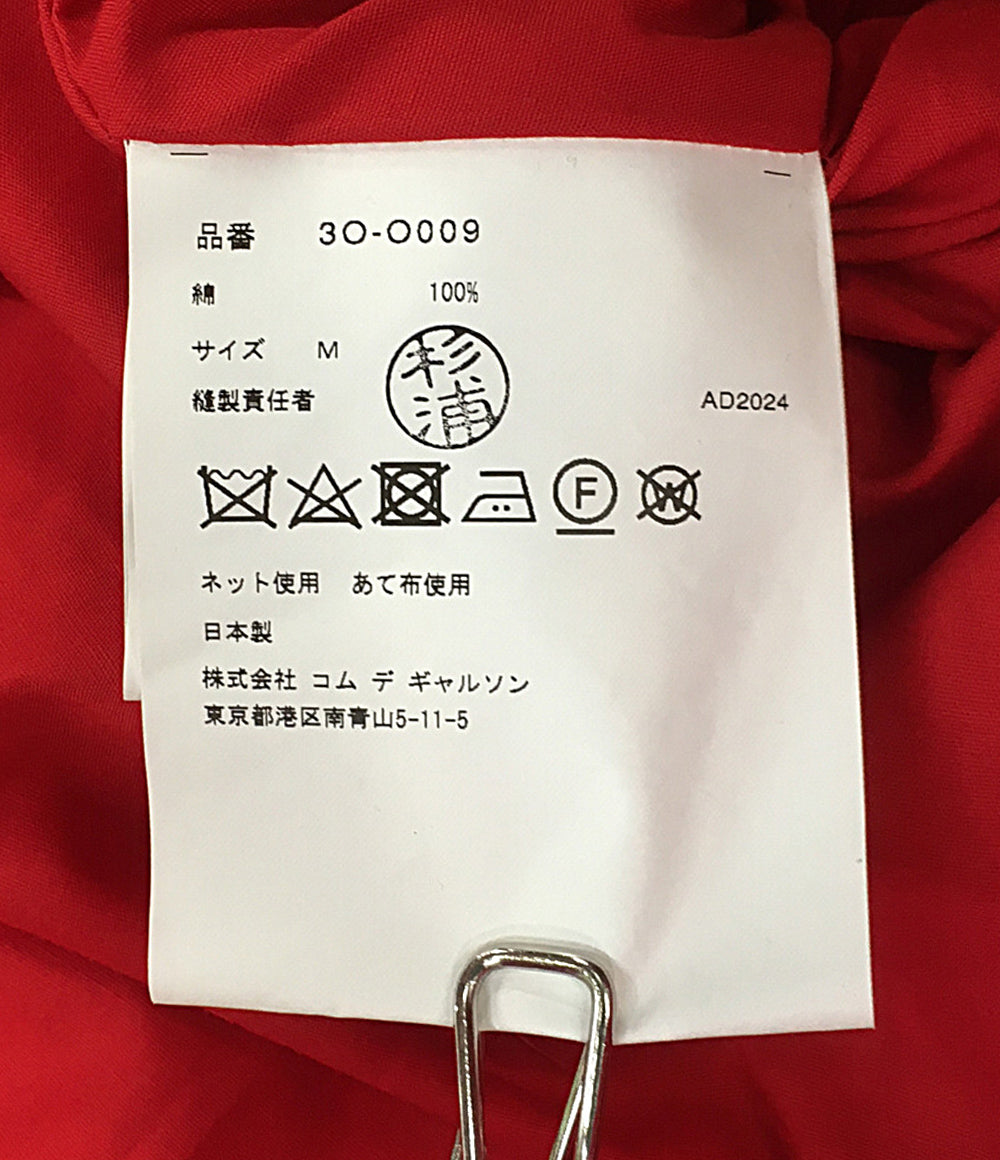 品番 3O-O009
綿 100%
サイズ M
縫製責任者 杉浦 AD2024
F W
ネット使用 あて布使用
日本製
株式会社 コム デ ギャルソン
東京都港区南青山5-11-5